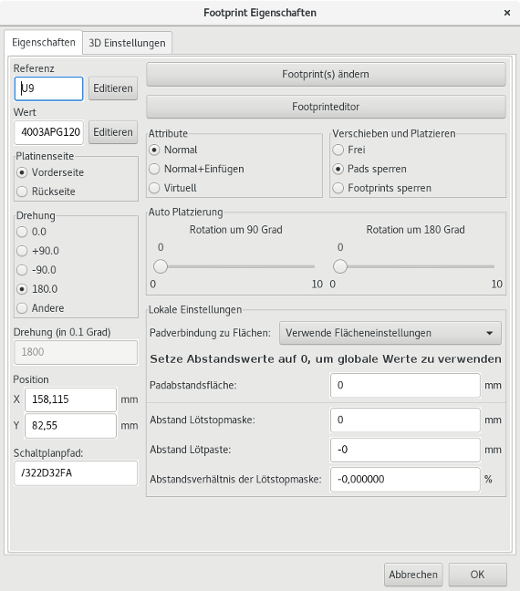 Footprint Eigenschaften
Eigenschaften
3D Einstellungen
Referenz
U9
Editieren
Wert
4003APG120
Editieren
Platinenseite
Vorderseite
Rückseite
Drehung
0.0
+90.0
-90.0
180.0
Andere
Drehung (in 0.1 Grad)
1800
Position
X 158,115 mm
Y 82,55 mm
Schaltplanpfad:
/322D32FA
Footprint(s) ändern
Footprinteditor
Attribute
Normal
Normal+Einfügen
Virtuell
Verschieben und Platzieren
Frei
Pads sperren
Footprints sperren
Auto Platzierung
Rotation um 90 Grad
0
0 10
Rotation um 180 Grad
0
0 10
Lokale Einstellungen
Padverbindung zu Flächen: Verwende Flächeneinstellungen
Setze Abstandswerte auf 0, um globale Werte zu verwenden
Padabstandsfläche: 0 mm
Abstand Lötstopmaske: 0 mm
Abstand Lötpaste: -0 mm
Abstandsverhältnis der Lötstopmaske: -0,000000 %
Abbrechen
OK